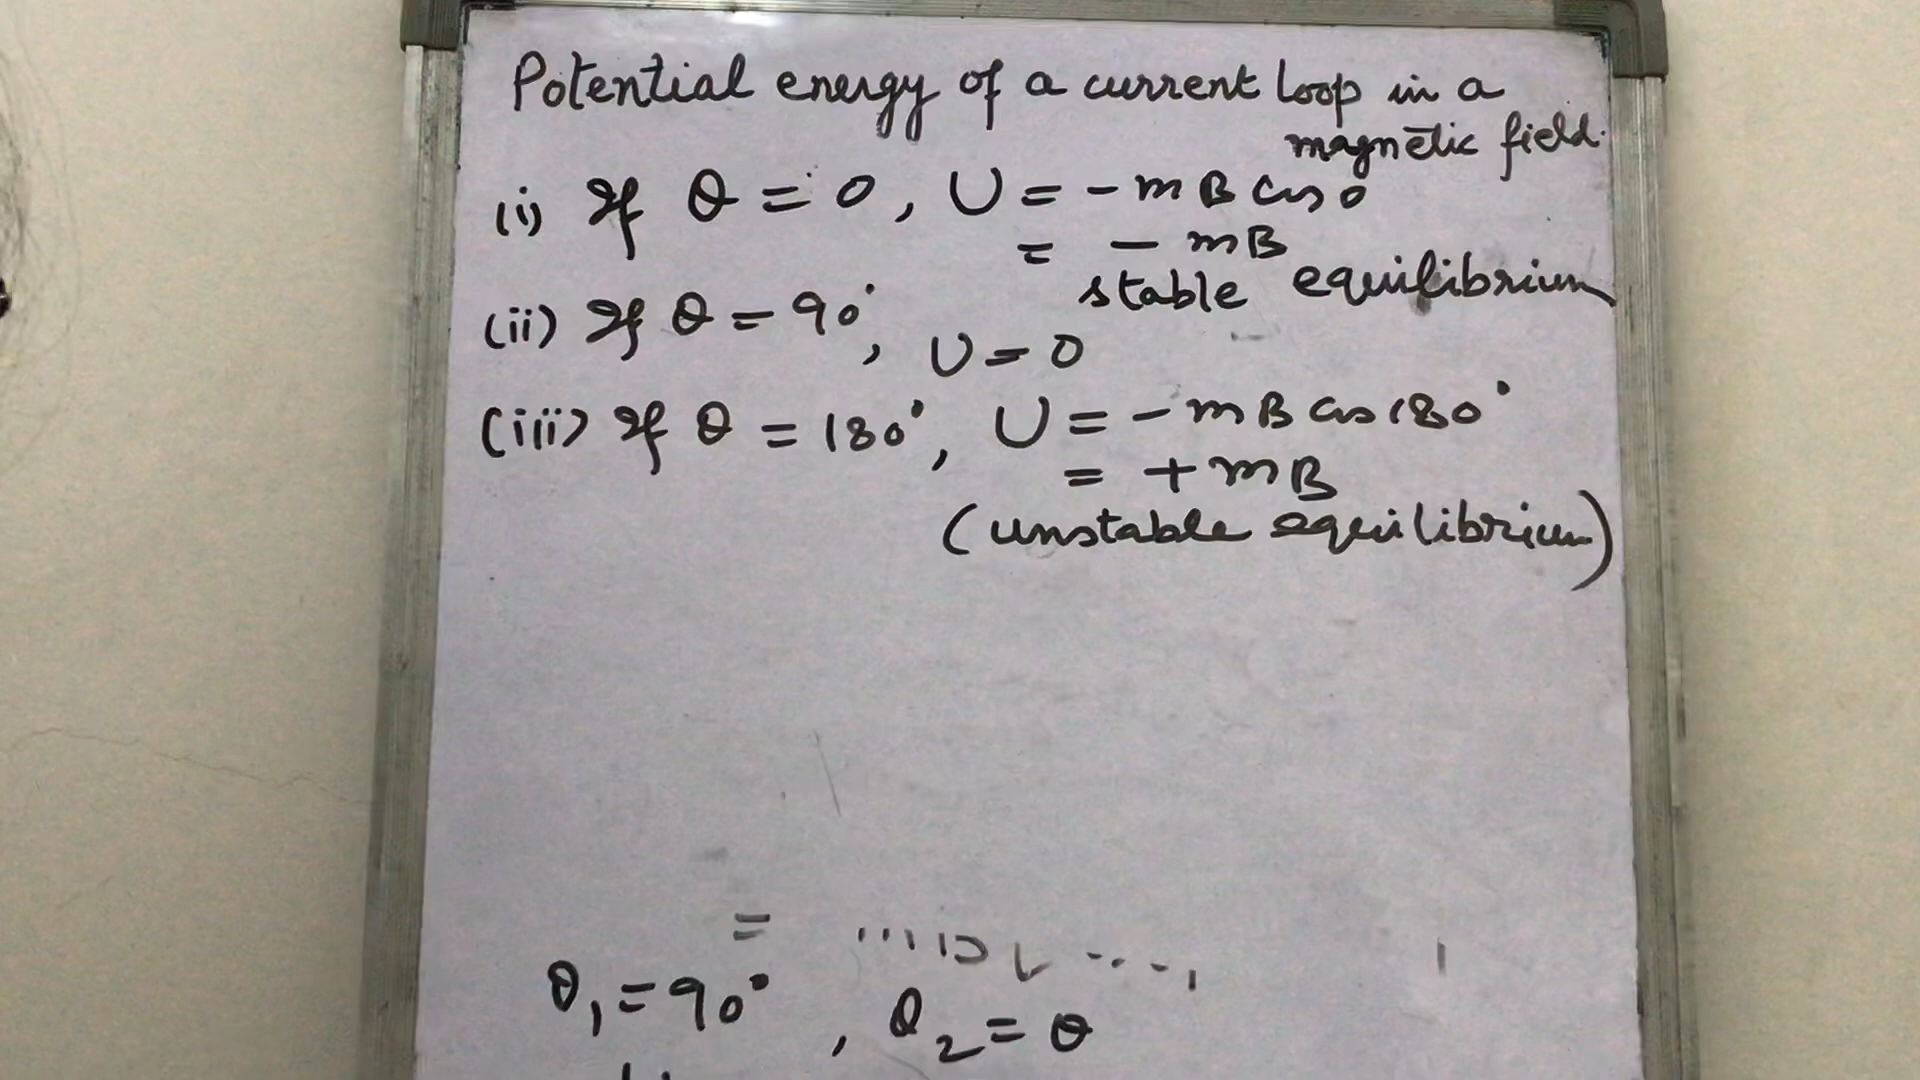 Potential energy of a current loop in a
magnetic field.
(i) If θ = 0, U = - mB cos 0
= - mB
stable equilibrium
(ii) If θ = 90°, U = 0
(iii) If θ = 180°, U = - mB cos 180°
= + mB
(unstable equilibrium)
=
θ₁ = 90°, θ₂ = θ